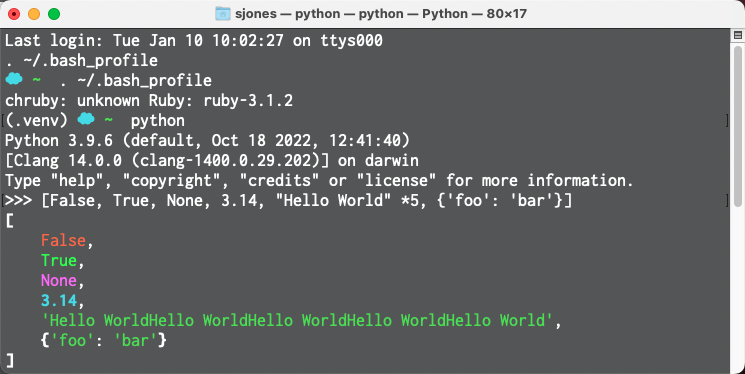 sjones — python — python — Python — 80×17
Last login: Tue Jan 10 10:02:27 on ttys000
. ~/.bash_profile
~  . ~/.bash_profile
chruby: unknown Ruby: ruby-3.1.2
(.venv) ~  python
Python 3.9.6 (default, Oct 18 2022, 12:41:40)
[Clang 14.0.0 (clang-1400.0.29.202)] on darwin
Type "help", "copyright", "credits" or "license" for more information.
>>> [False, True, None, 3.14, "Hello World" *5, {'foo': 'bar'}]
[
    False,
    True,
    None,
    3.14,
    'Hello WorldHello WorldHello WorldHello WorldHello World',
    {'foo': 'bar'}
]